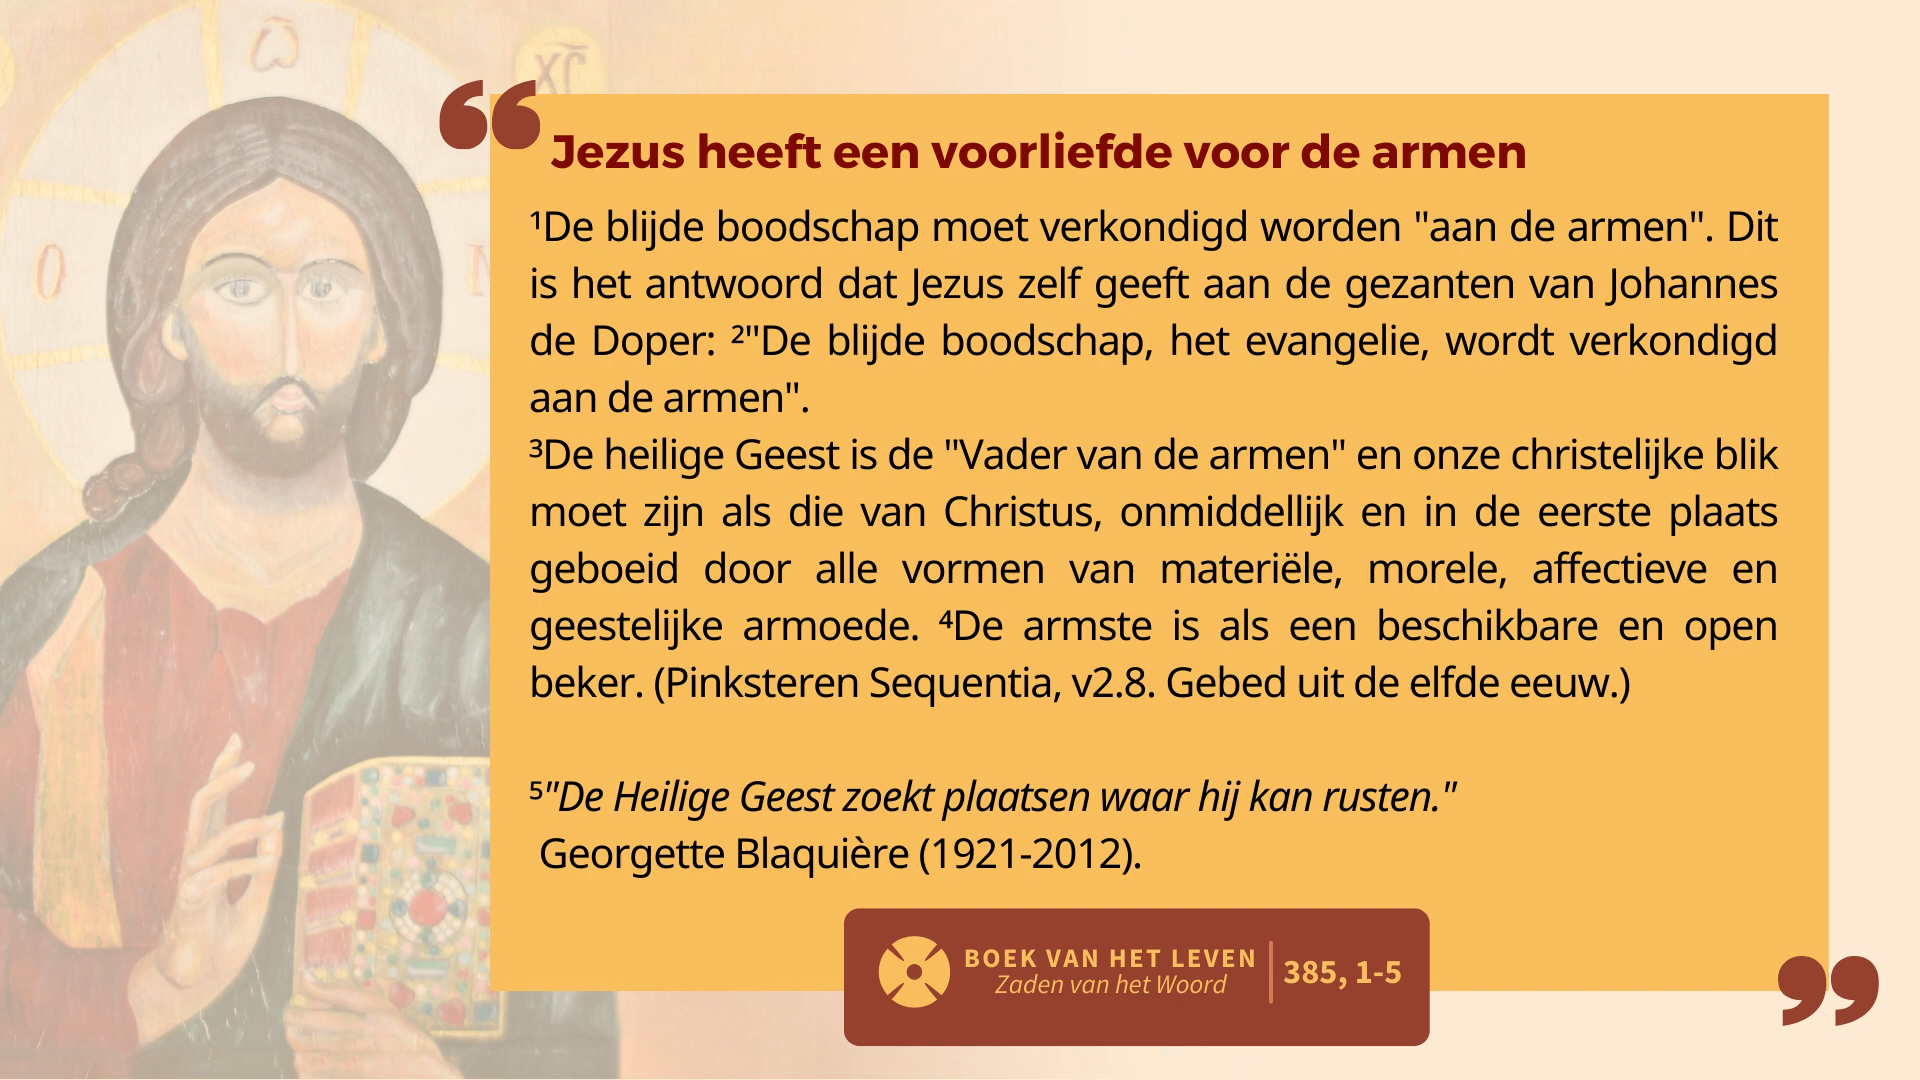 Ω
XC
O
“
Jezus heeft een voorliefde voor de armen
¹De blijde boodschap moet verkondigd worden "aan de armen". Dit
is het antwoord dat Jezus zelf geeft aan de gezanten van Johannes
de Doper: ²"De blijde boodschap, het evangelie, wordt verkondigd
aan de armen".
³De heilige Geest is de "Vader van de armen" en onze christelijke blik
moet zijn als die van Christus, onmiddellijk en in de eerste plaats
geboeid door alle vormen van materiële, morele, affectieve en
geestelijke armoede. ⁴De armste is als een beschikbare en open
beker. (Pinksteren Sequentia, v2.8. Gebed uit de elfde eeuw.)
⁵"De Heilige Geest zoekt plaatsen waar hij kan rusten."
Georgette Blaquière (1921-2012).
BOEK VAN HET LEVEN
Zaden van het Woord
385, 1-5
”